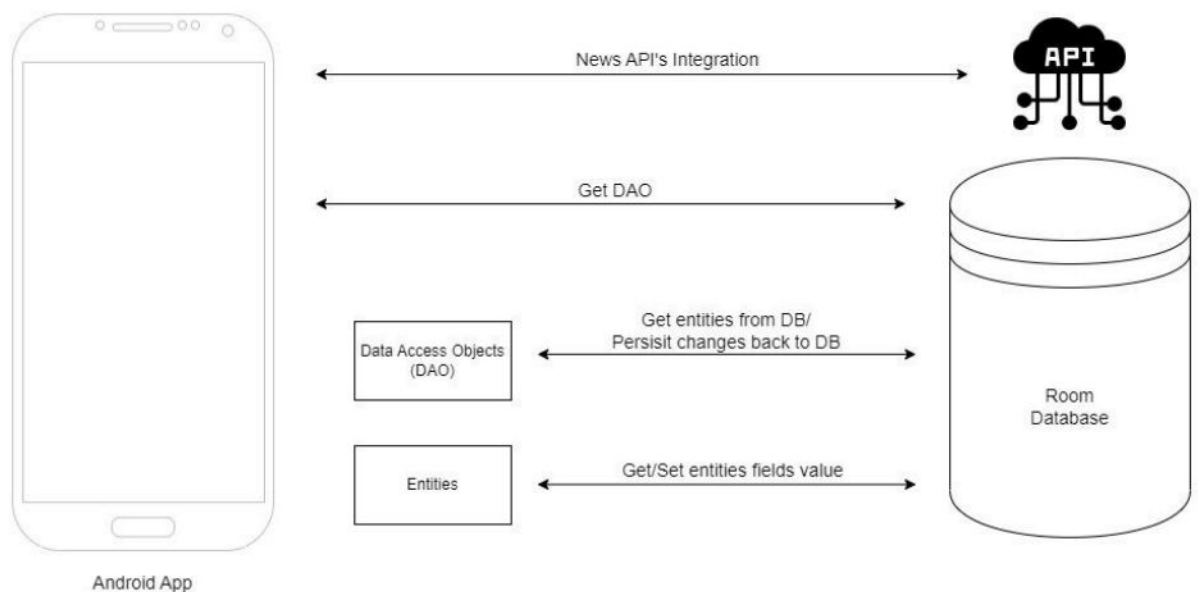 News API's Integration
API
Get DAO
Get entities from DB/
Persisit changes back to DB
Data Access Objects
(DAO)
Room
Database
Entities
Get/Set entities fields value
Android App